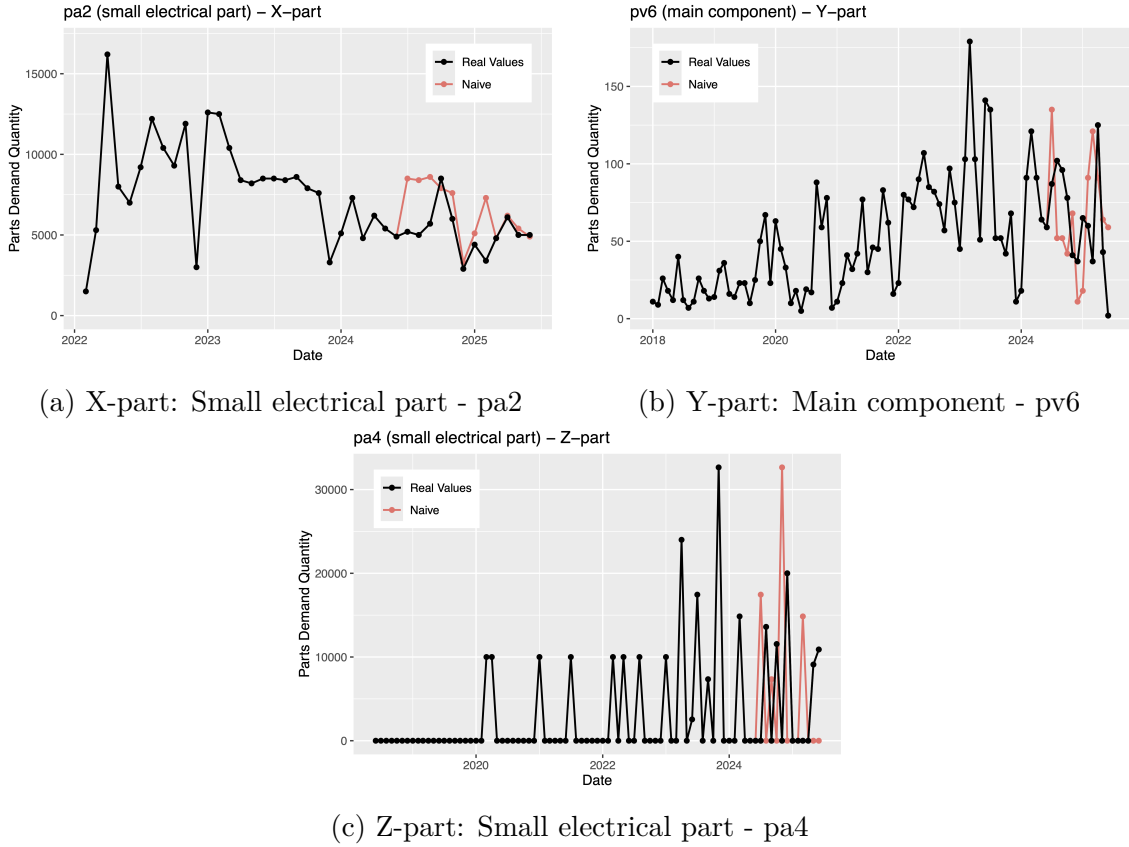 pa2 (small electrical part) – X–part
Parts Demand Quantity
15000
10000
5000
0
Real Values
Naive
2022
2023
2024
2025
Date
(a) X-part: Small electrical part - pa2
pv6 (main component) – Y–part
Parts Demand Quantity
150
100
50
0
Real Values
Naive
2018
2020
2022
2024
Date
(b) Y-part: Main component - pv6
pa4 (small electrical part) – Z–part
Parts Demand Quantity
30000
20000
10000
0
Real Values
Naive
2020
2022
2024
Date
(c) Z-part: Small electrical part - pa4